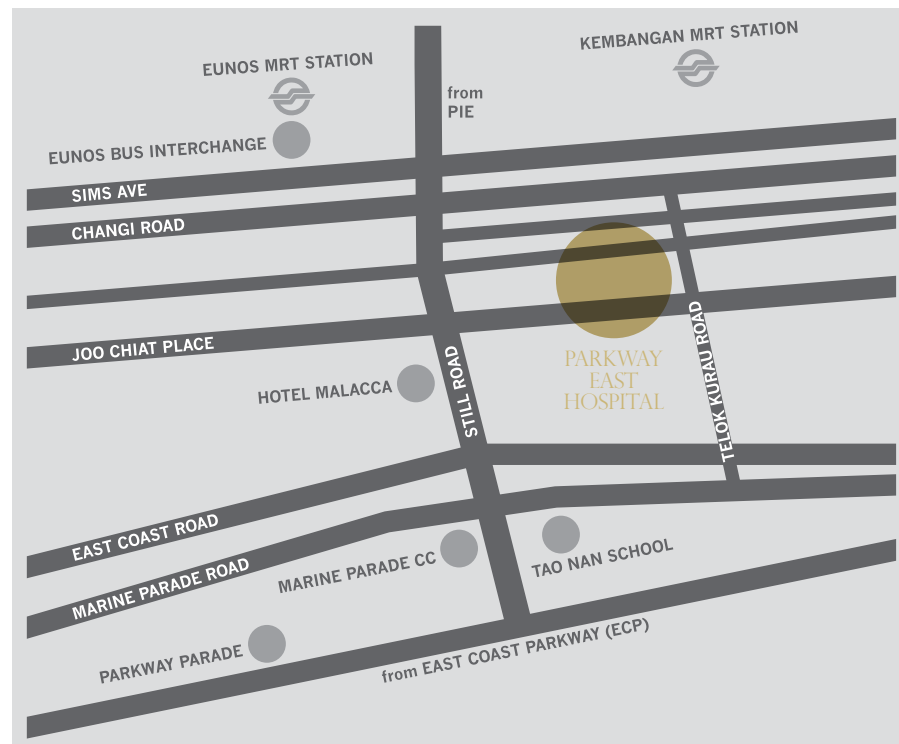 KEMBANGAN MRT STATION
EUNOS MRT STATION
from
PIE
EUNOS BUS INTERCHANGE
SIMS AVE
CHANGI ROAD
JOO CHIAT PLACE
HOTEL MALACCA
STILL ROAD
PARKWAY
EAST
HOSPITAL
TELOK KURAU ROAD
EAST COAST ROAD
MARINE PARADE ROAD
MARINE PARADE CC
TAO NAN SCHOOL
PARKWAY PARADE
from EAST COAST PARKWAY (ECP)